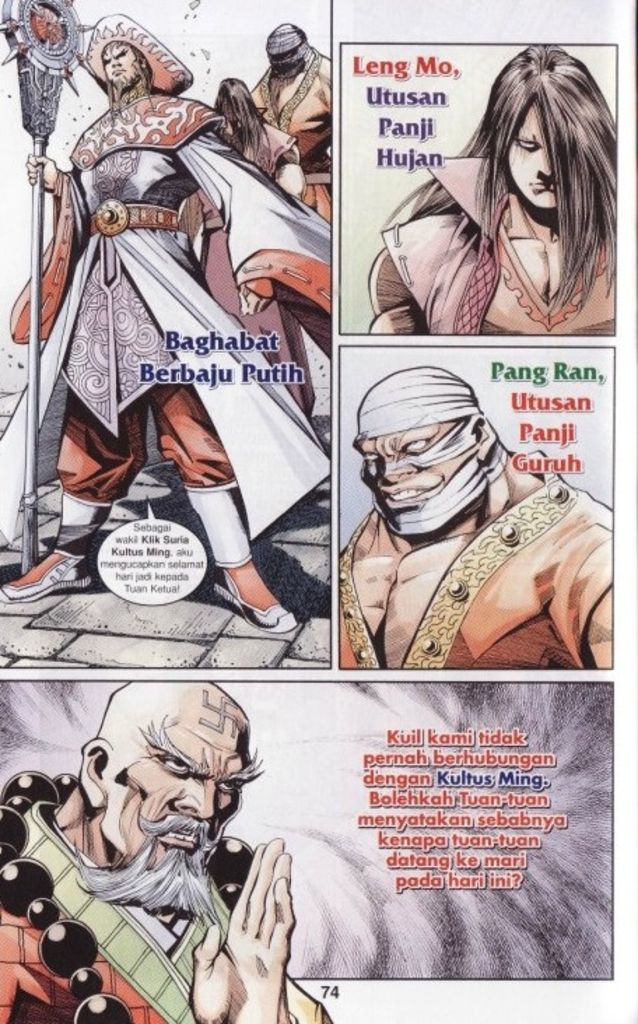 Baghabat
Berbaju Putih
Sebagai
wakil Klik Suria
Kultus Ming, aku
mengucapkan selamat
hari jadi kepada
Tuan Ketua!
Leng Mo,
Utusan
Panji
Hujan
Pang Ran,
Utusan
Panji
Guruh
Kuil kami tidak
pernah berhubungan
dengan Kultus Ming.
Bolehkah Tuan-tuan
menyatakan sebabnya
kenapa tuan-tuan
datang ke mari
pada hari ini?
74